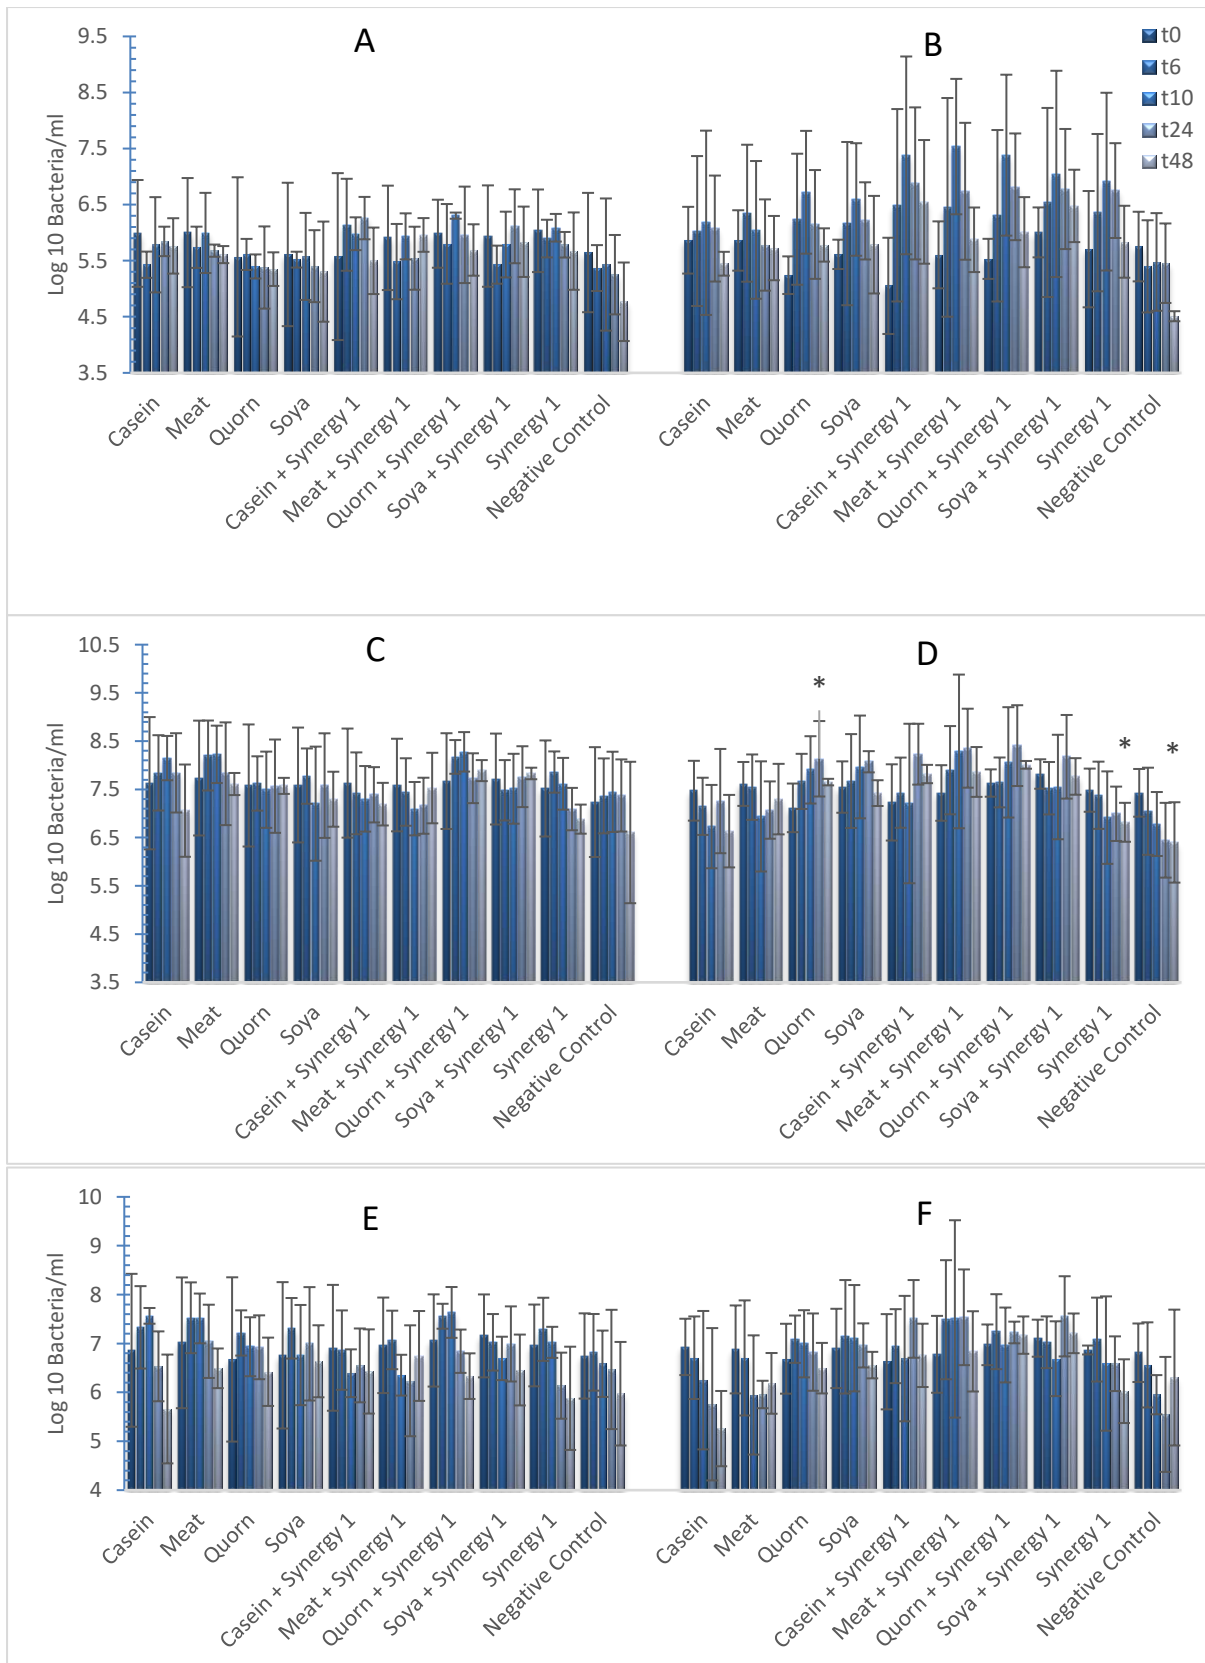 A
B
t0
t6
t10
t24
t48
9.5
8.5
7.5
6.5
5.5
4.5
3.5
Log 10 Bacteria/ml
Casein
Meat
Quorn
Soya
Casein + Synergy 1
Meat + Synergy 1
Quorn + Synergy 1
Soya + Synergy 1
Synergy 1
Negative Control
Casein
Meat
Quorn
Soya
Casein + Synergy 1
Meat + Synergy 1
Quorn + Synergy 1
Soya + Synergy 1
Synergy 1
Negative Control
C
D
10.5
9.5
8.5
7.5
6.5
5.5
4.5
3.5
Log 10 Bacteria/ml
*
*
*
Casein
Meat
Quorn
Soya
Casein + Synergy 1
Meat + Synergy 1
Quorn + Synergy 1
Soya + Synergy 1
Synergy 1
Negative Control
Casein
Meat
Quorn
Soya
Casein + Synergy 1
Meat + Synergy 1
Quorn + Synergy 1
Soya + Synergy 1
Synergy 1
Negative Control
E
F
10
9
8
7
6
5
4
Log 10 Bacteria/ml
Casein
Meat
Quorn
Soya
Casein + Synergy 1
Meat + Synergy 1
Quorn + Synergy 1
Soya + Synergy 1
Synergy 1
Negative Control
Casein
Meat
Quorn
Soya
Casein + Synergy 1
Meat + Synergy 1
Quorn + Synergy 1
Soya + Synergy 1
Synergy 1
Negative Control